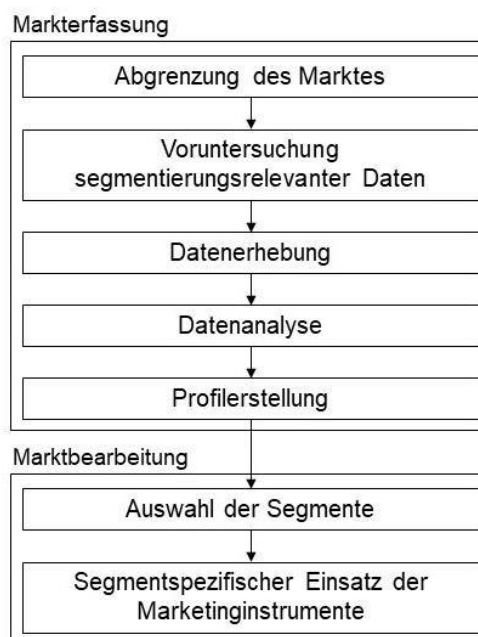 Markterfassung
Abgrenzung des Marktes
Voruntersuchung
segmentierungsrelevanter Daten
Datenerhebung
Datenanalyse
Profilerstellung
Marktbearbeitung
Auswahl der Segmente
Segmentspezifischer Einsatz der
Marketinginstrumente